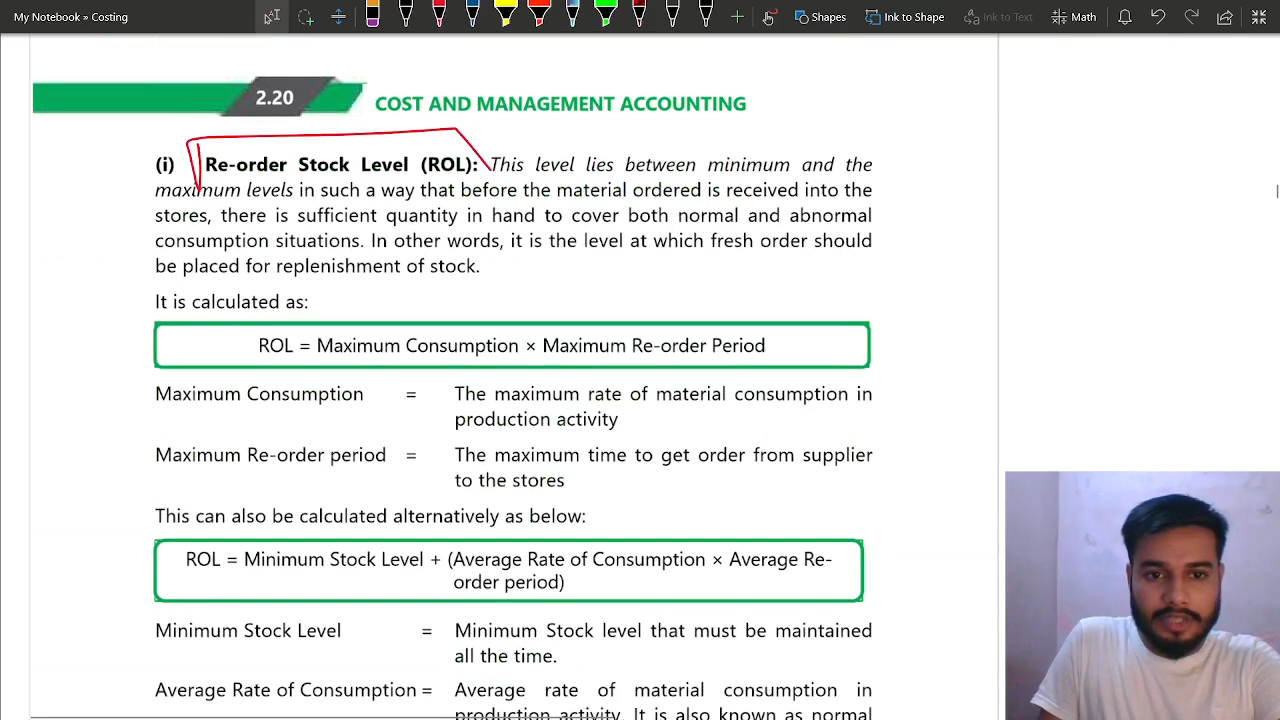 My Notebook » Costing
Shapes Ink to Shape Ink to Text Math
2.20 COST AND MANAGEMENT ACCOUNTING
(i) Re-order Stock Level (ROL): This level lies between minimum and the
maximum levels in such a way that before the material ordered is received into the
stores, there is sufficient quantity in hand to cover both normal and abnormal
consumption situations. In other words, it is the level at which fresh order should
be placed for replenishment of stock.
It is calculated as:
ROL = Maximum Consumption × Maximum Re-order Period
Maximum Consumption = The maximum rate of material consumption in
production activity
Maximum Re-order period = The maximum time to get order from supplier
to the stores
This can also be calculated alternatively as below:
ROL = Minimum Stock Level + (Average Rate of Consumption × Average Re-
order period)
Minimum Stock Level = Minimum Stock level that must be maintained
all the time.
Average Rate of Consumption = Average rate of material consumption in
production activity. It is also known as normal